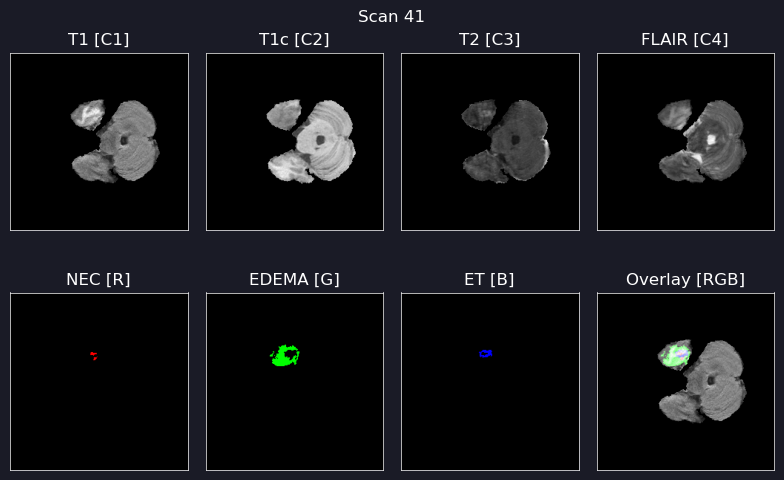 Scan 41
T1 [C1]
T1c [C2]
T2 [C3]
FLAIR [C4]
NEC [R]
EDEMA [G]
ET [B]
Overlay [RGB]